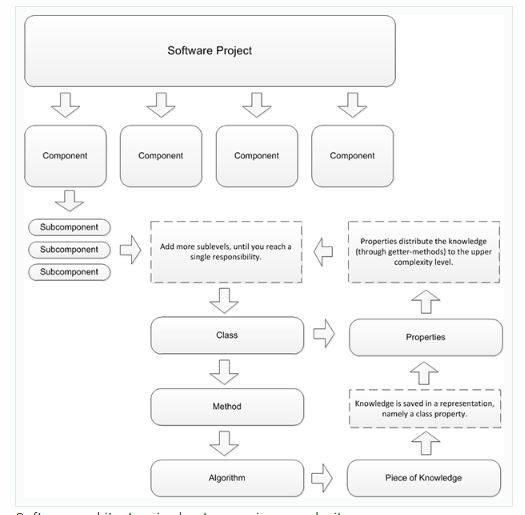 Software Project
Component
Component
Component
Component
Subcomponent
Subcomponent
Subcomponent
Add more sublevels, until you reach a
single responsibility.
Properties distribute the knowledge
(through getter-methods) to the upper
complexity level.
Class
Properties
Method
Knowledge is saved in a representation,
namely a class property.
Algorithm
Piece of Knowledge